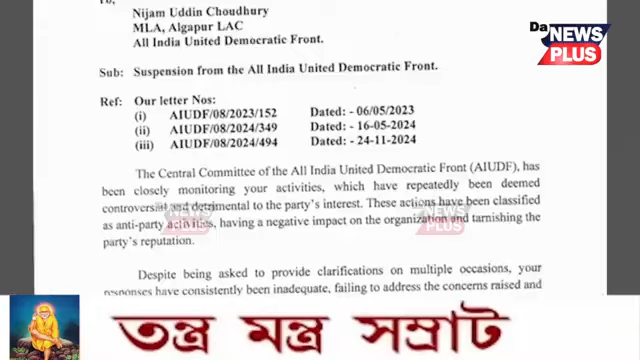 To,
Nijam Uddin Choudhury
MLA, Algapur LAC
All India United Democratic Front.
Da NEWS PLUS
Sub: Suspension from the All India United Democratic Front.
Ref: Our letter Nos:
(i) AIUDF/08/2023/152 Dated: - 06/05/2023
(ii) AIUDF/08/2024/349 Dated: - 16-05-2024
(iii) AIUDF/08/2024/494 Dated: - 24-11-2024
The Central Committee of the All India United Democratic Front (AIUDF), has
been closely monitoring your activities, which have repeatedly been deemed
controversial and detrimental to the party's interest. These actions have been classified
as anti-party activities, having a negative impact on the organization and tarnishing the
party's reputation.
NEWS PLUS
NEWS PLUS
Despite being asked to provide clarifications on multiple occasions, your
responses have consistently been inadequate, failing to address the concerns raised and
তন্ত্র মন্ত্র সম্রাট